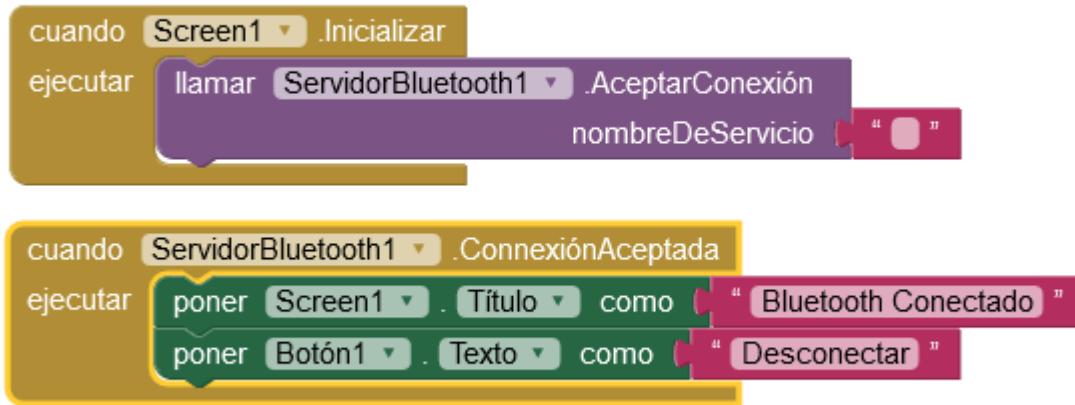 cuando Screen1 .Inicializar
ejecutar llamar ServidorBluetooth1 .AceptarConexión
nombreDeServicio " "
cuando ServidorBluetooth1 .ConnexiónAceptada
ejecutar poner Screen1 . Título como " Bluetooth Conectado "
poner Botón1 . Texto como " Desconectar "